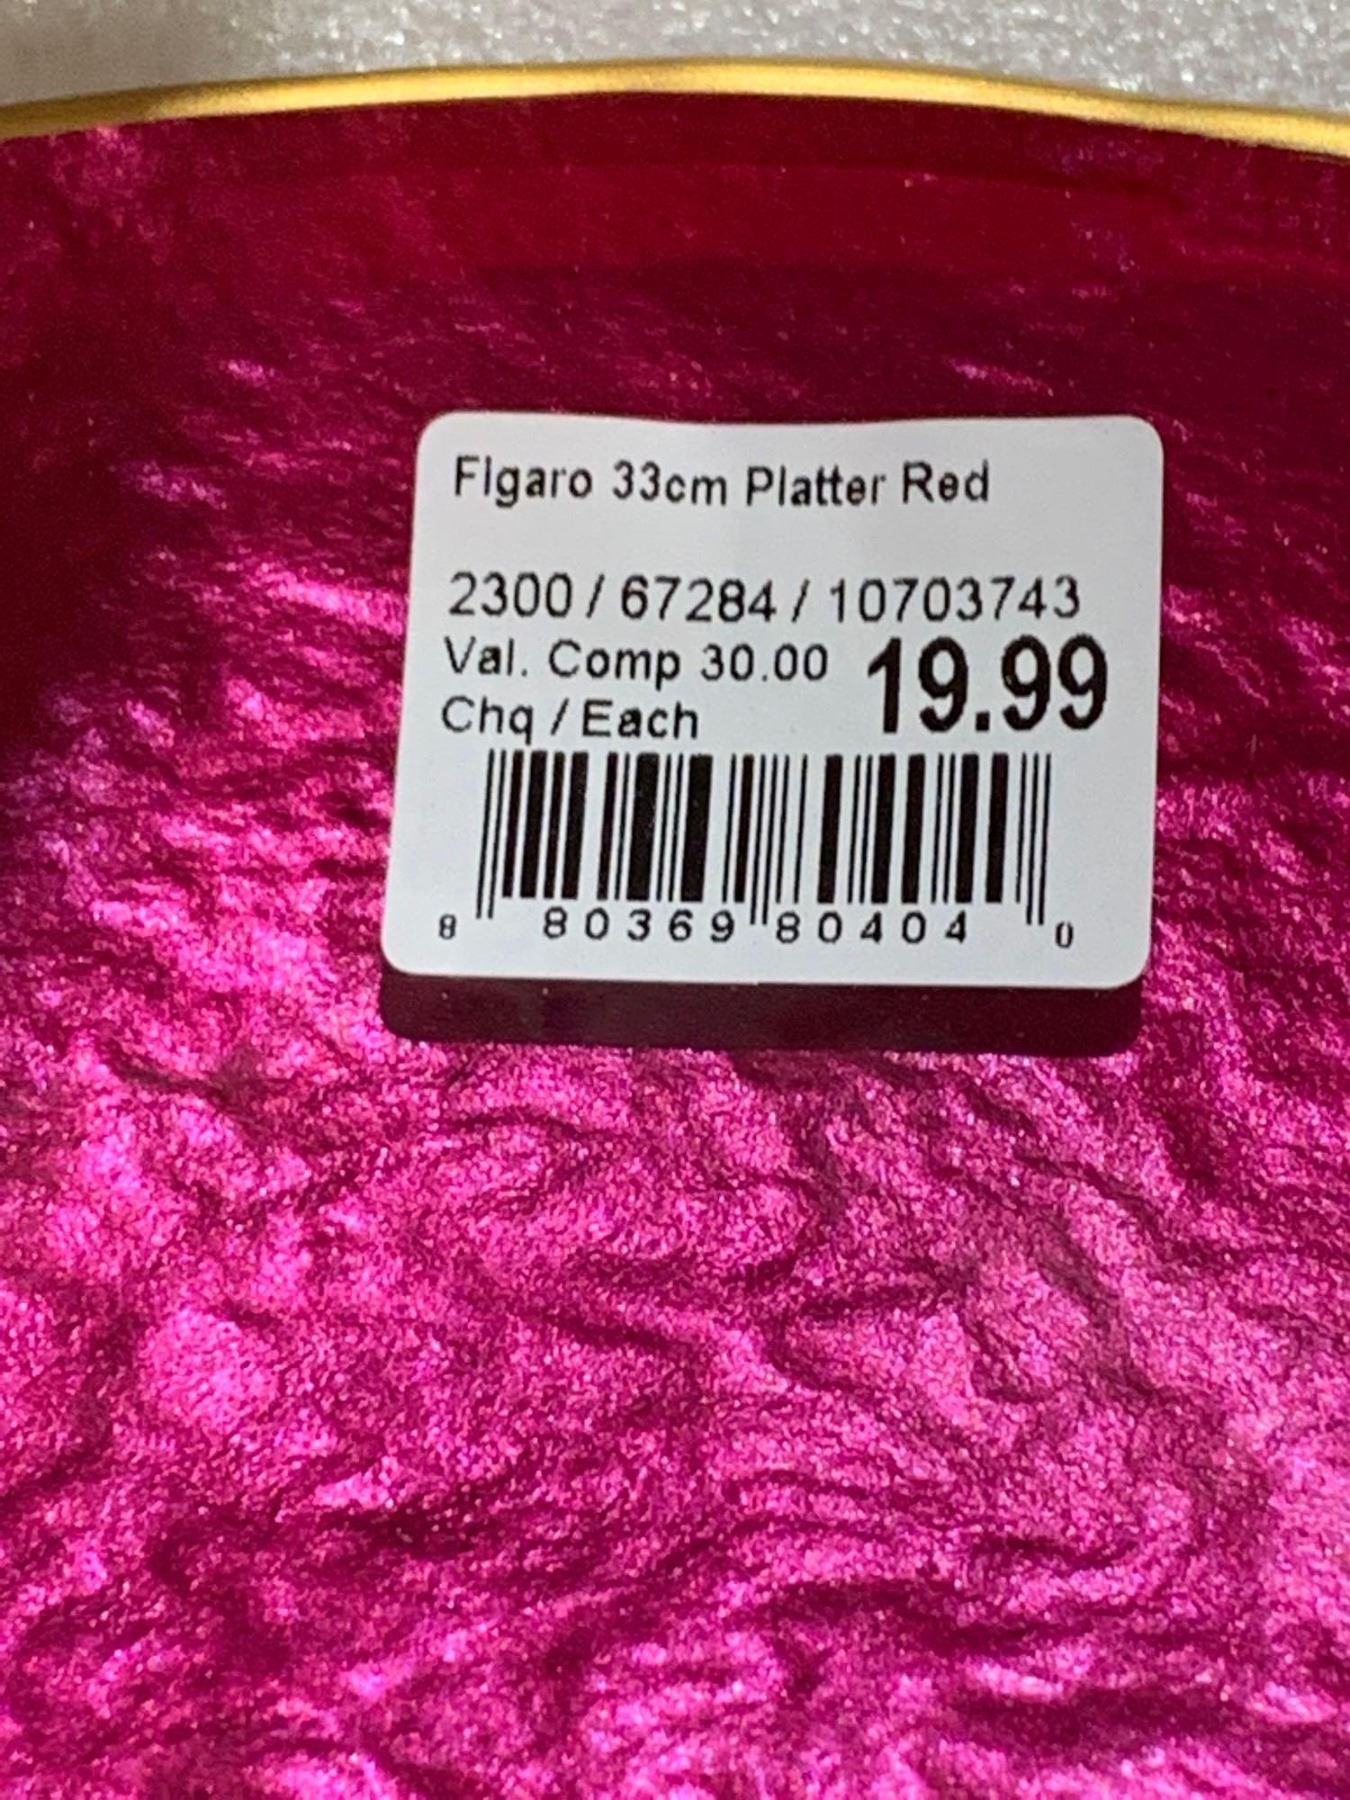 Figaro 33cm Platter Red
2300 / 67284 / 10703743
Val. Comp 30.00 19.99
Chq / Each
8 80369 80404 0